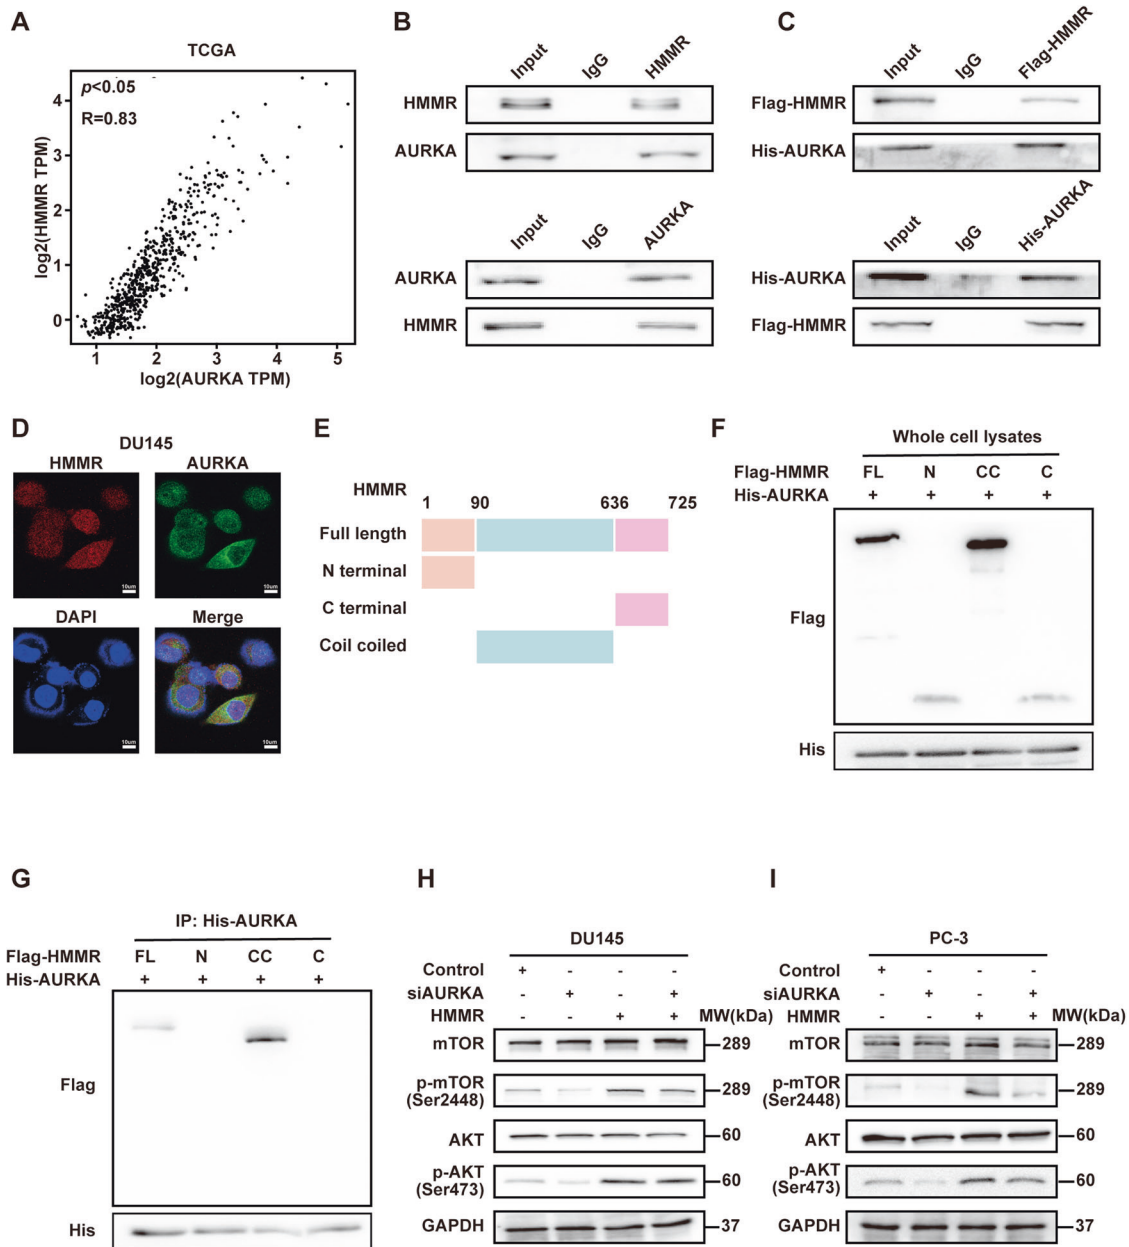 A
TCGA
p<0.05
R=0.83
log2(HMMR TPM)
4
3
2
1
0
1 2 3 4 5
log2(AURKA TPM)
B
Input IgG HMMR
HMMR
AURKA
Input IgG AURKA
AURKA
HMMR
C
Input IgG Flag-HMMR
Flag-HMMR
His-AURKA
Input IgG His-AURKA
His-AURKA
Flag-HMMR
D
DU145
HMMR AURKA
10um 10um
DAPI Merge
10um 10um
E
HMMR
1 90 636 725
Full length
N terminal
C terminal
Coil coiled
F
Whole cell lysates
Flag-HMMR FL N CC C
His-AURKA + + + +
Flag
His
G
IP: His-AURKA
Flag-HMMR FL N CC C
His-AURKA + + + +
Flag
His
H
DU145
Control + - - -
siAURKA - + - +
HMMR - - + + MW(kDa)
mTOR 289
p-mTOR 289
(Ser2448)
AKT 60
p-AKT 60
(Ser473)
GAPDH 37
I
PC-3
Control + - - -
siAURKA - + - +
HMMR - - + + MW(kDa)
mTOR 289
p-mTOR 289
(Ser2448)
AKT 60
p-AKT 60
(Ser473)
GAPDH 37